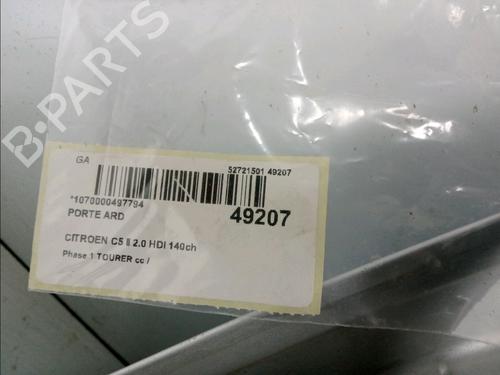 B-PARTS
GA
52721501 49207
*1070000497794
PORTE ARD
49207
CITROEN C5 II 2.0 HDI 140ch
Phase 1 TOURER cc /